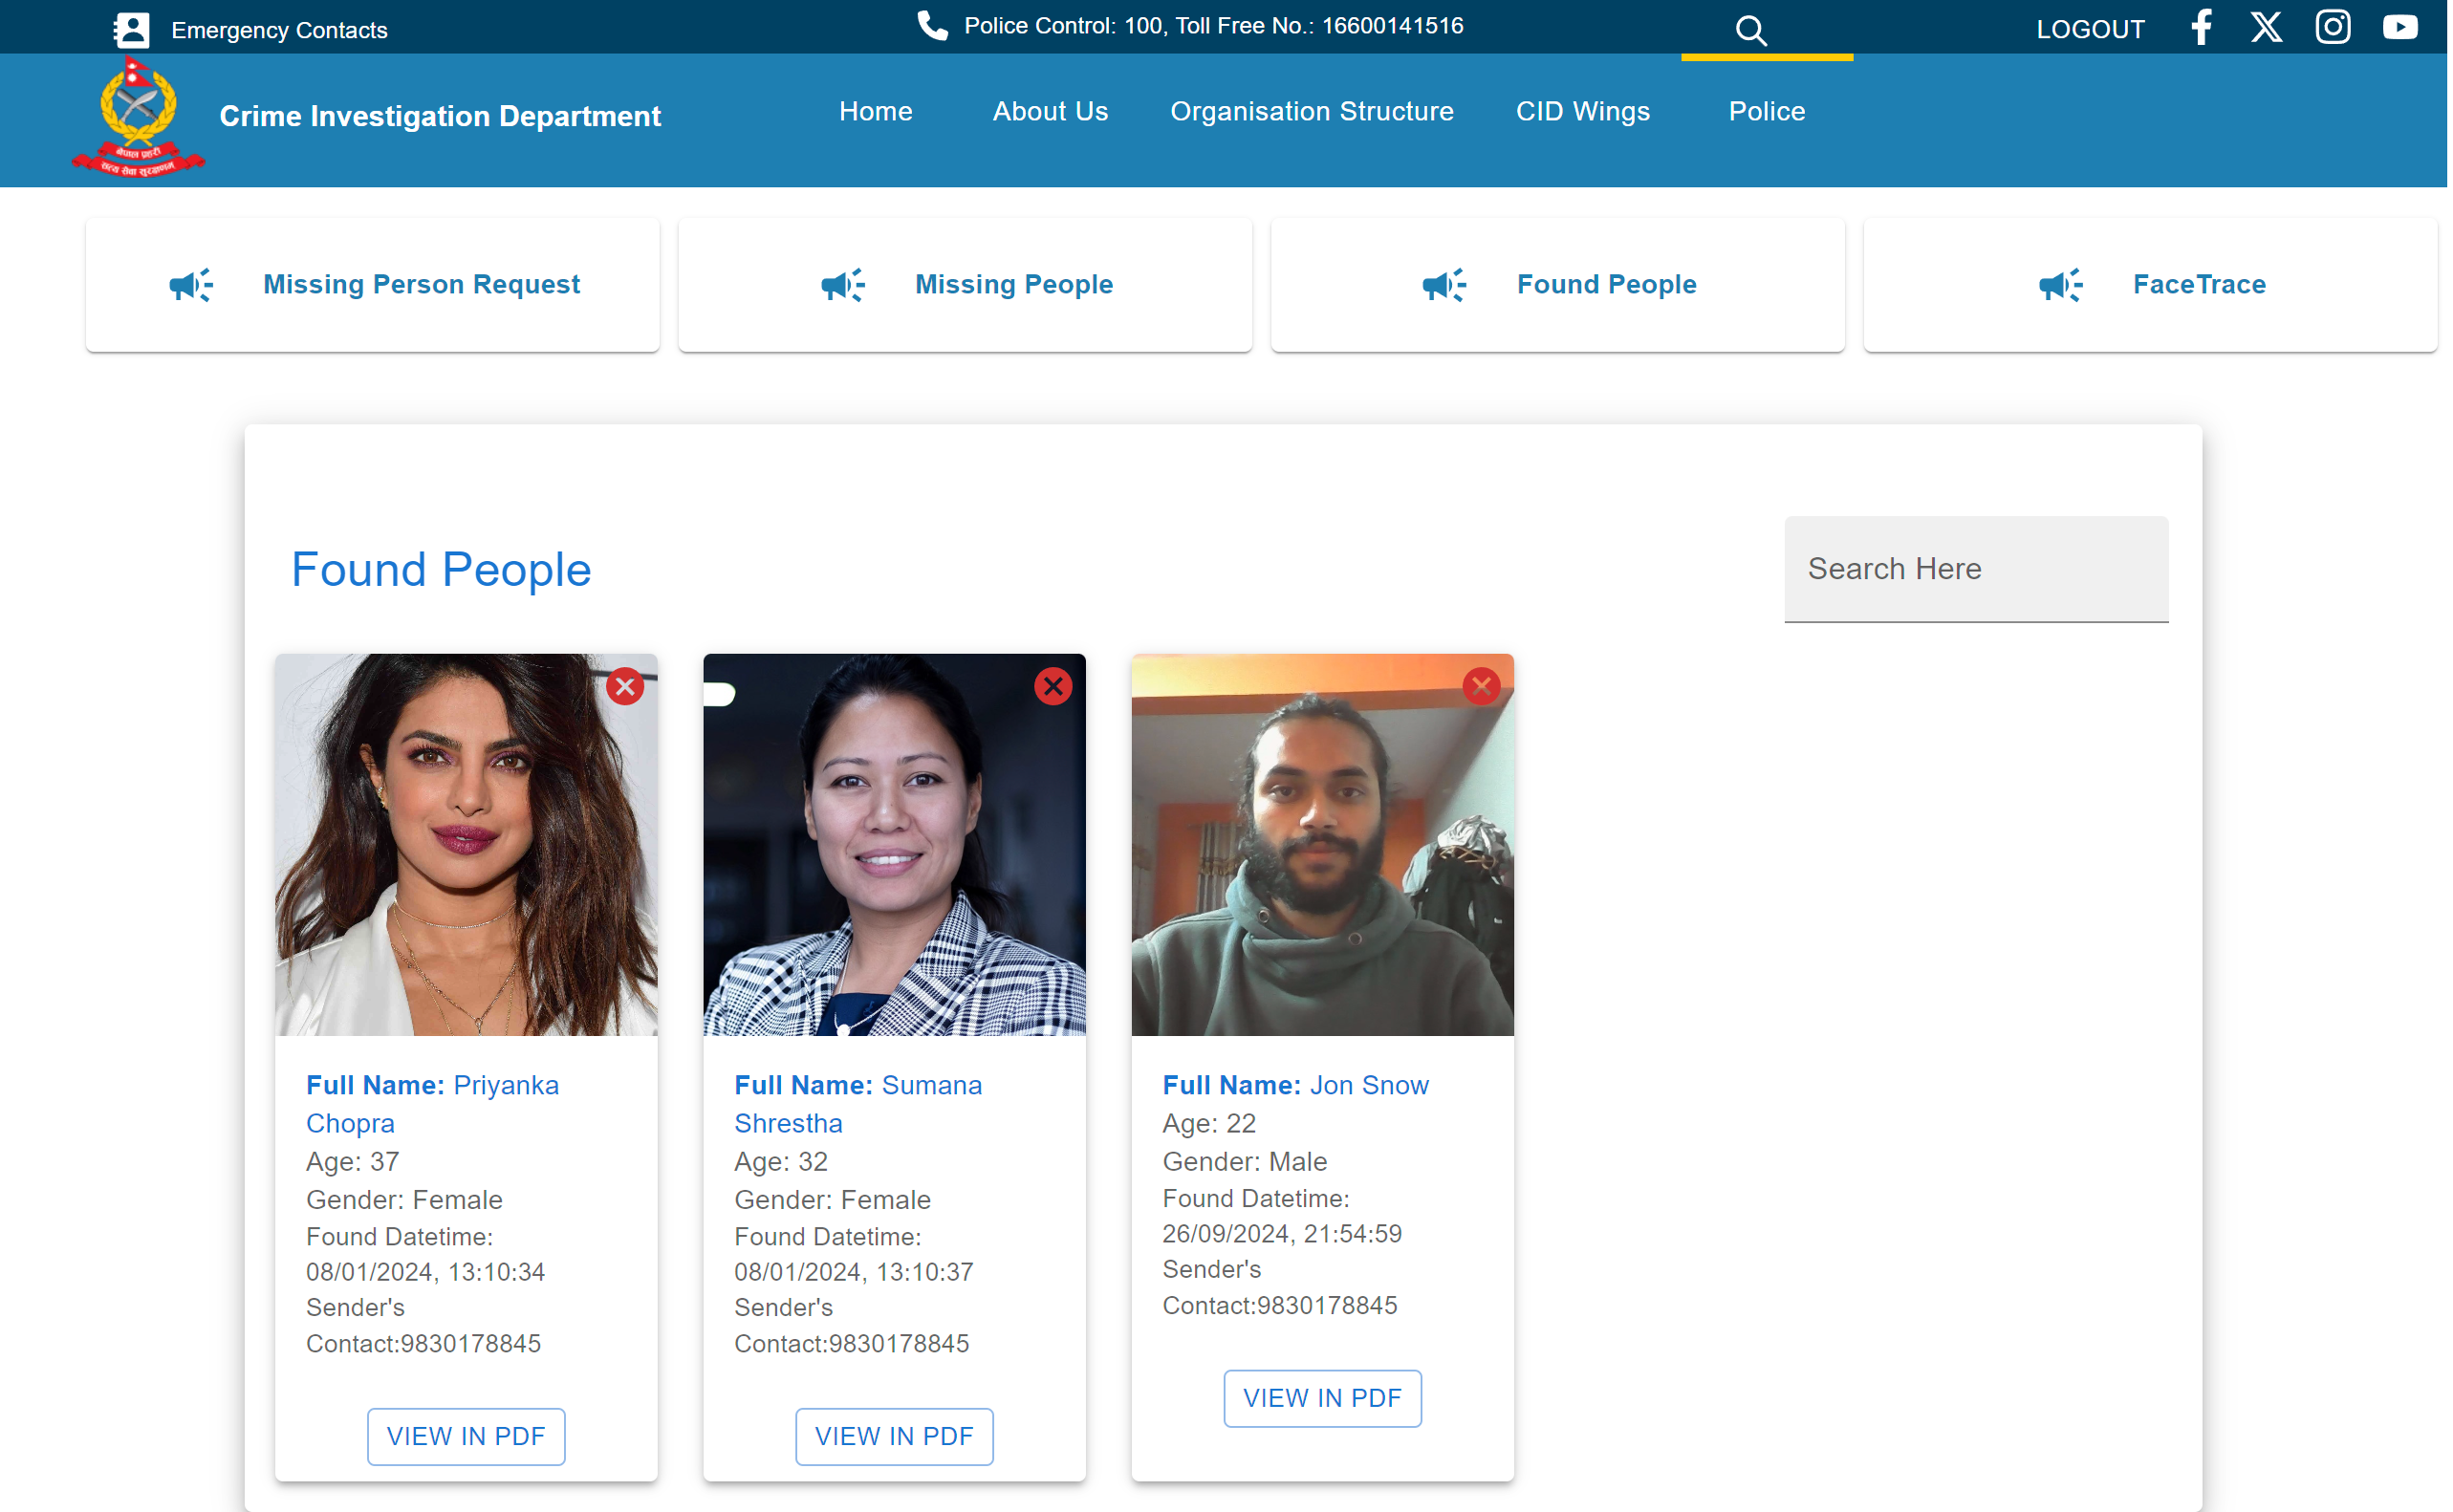 Emergency Contacts
Police Control: 100, Toll Free No.: 16600141516
LOGOUT
नेपाल प्रहरी
सत्य सेवा सुरक्षणम्
Crime Investigation Department
Home
About Us
Organisation Structure
CID Wings
Police
Missing Person Request
Missing People
Found People
FaceTrace
Found People
Search Here
Full Name: Priyanka
Chopra
Age: 37
Gender: Female
Found Datetime:
08/01/2024, 13:10:34
Sender's
Contact:9830178845
VIEW IN PDF
Full Name: Sumana
Shrestha
Age: 32
Gender: Female
Found Datetime:
08/01/2024, 13:10:37
Sender's
Contact:9830178845
VIEW IN PDF
Full Name: Jon Snow
Age: 22
Gender: Male
Found Datetime:
26/09/2024, 21:54:59
Sender's
Contact:9830178845
VIEW IN PDF